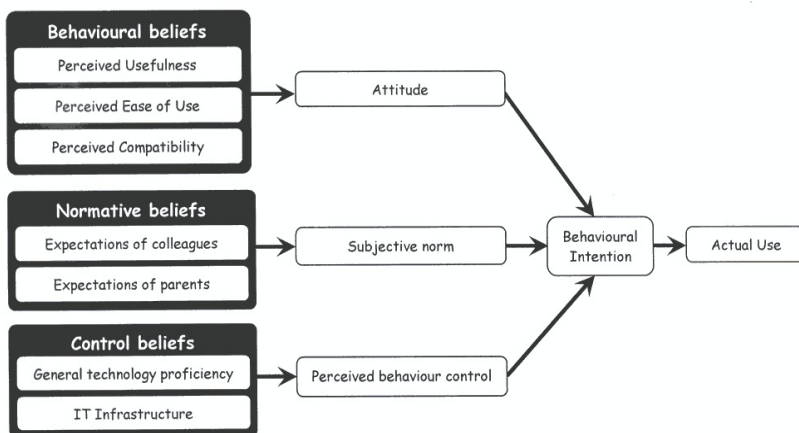 Behavioural beliefs
Perceived Usefulness
Perceived Ease of Use
Perceived Compatibility
Attitude
Normative beliefs
Expectations of colleagues
Expectations of parents
Subjective norm
Behavioural
Intention
Actual Use
Control beliefs
General technology proficiency
IT Infrastructure
Perceived behaviour control